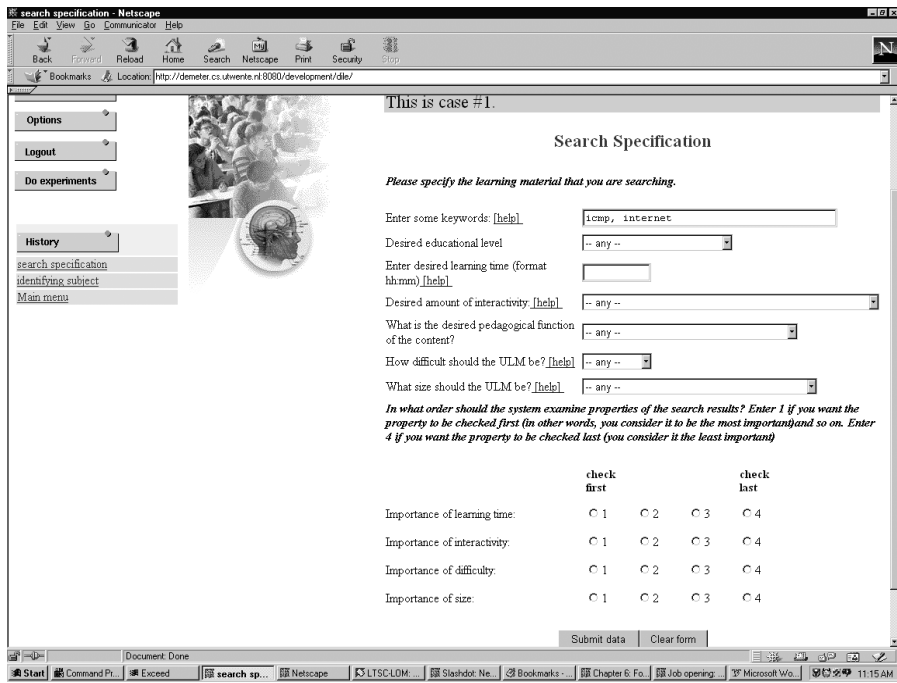 search specification - Netscape
File Edit View Go Communicator Help
Back Forward Reload Home Search Netscape Print Security Stop
Bookmarks Location: http://demeter.cs.utwente.nl:8080/development/dile/
This is case #1.
Options
Logout
Do experiments
History
search specification
identifying subject
Main menu
Search Specification
Please specify the learning material that you are searching.
Enter some keywords: [help] icmp, internet
Desired educational level -- any --
Enter desired learning time (format
hh:mm) [help]
Desired amount of interactivity: [help] -- any --
What is the desired pedagogical function
of the content? -- any --
How difficult should the ULM be? [help] -- any --
What size should the ULM be? [help] -- any --
In what order should the system examine properties of the search results? Enter 1 if you want the
property to be checked first (in other words, you consider it to be the most important)and so on. Enter
4 if you want the property to be checked last (you consider it the least important)
check first check last
Importance of learning time: 1 2 3 4
Importance of interactivity: 1 2 3 4
Importance of difficulty: 1 2 3 4
Importance of size: 1 2 3 4
Submit data Clear form
Document: Done
Start Command Pr... Exceed search sp... Netscape LTSC-LOM: ... Slashdot: Ne... Bookmarks - ... Chapter 6: Fo... Job opening: ... Microsoft Wo... 11:15 AM